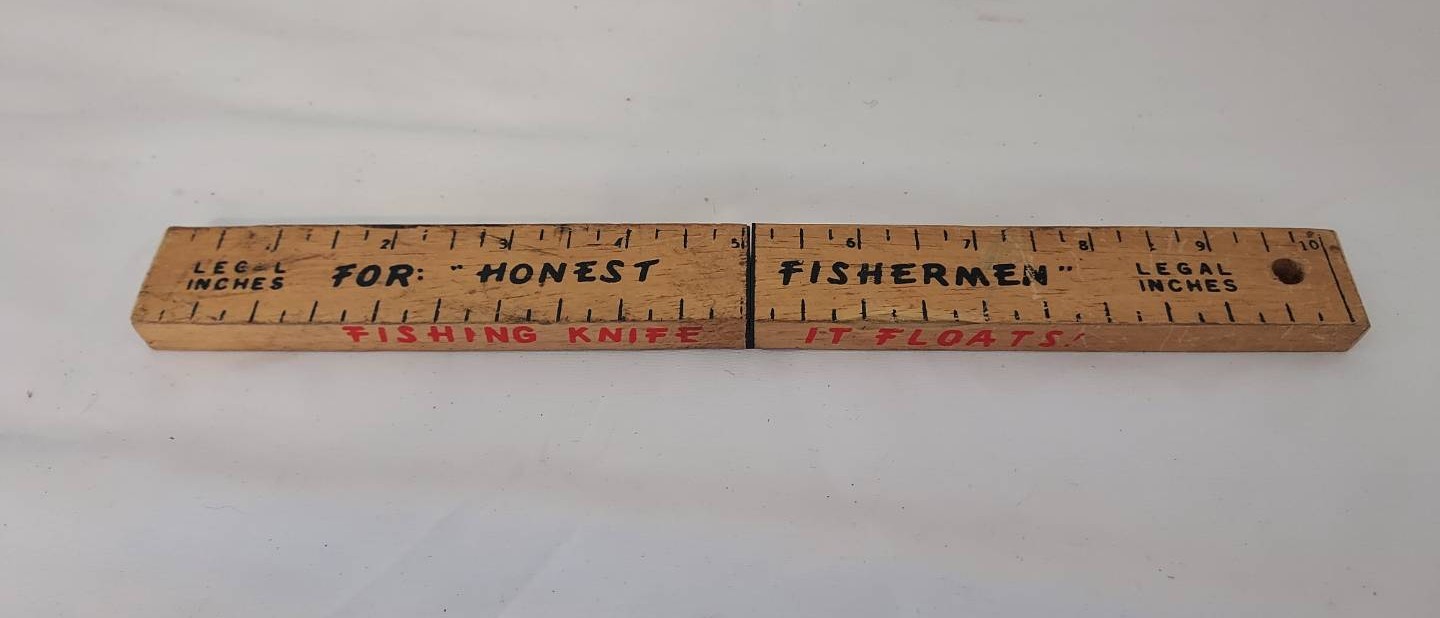 2 3 4 5 6 7 8 9 10
LEGAL
INCHES
FOR: "HONEST FISHERMEN"
LEGAL
INCHES
FISHING KNIFE IT FLOATS!